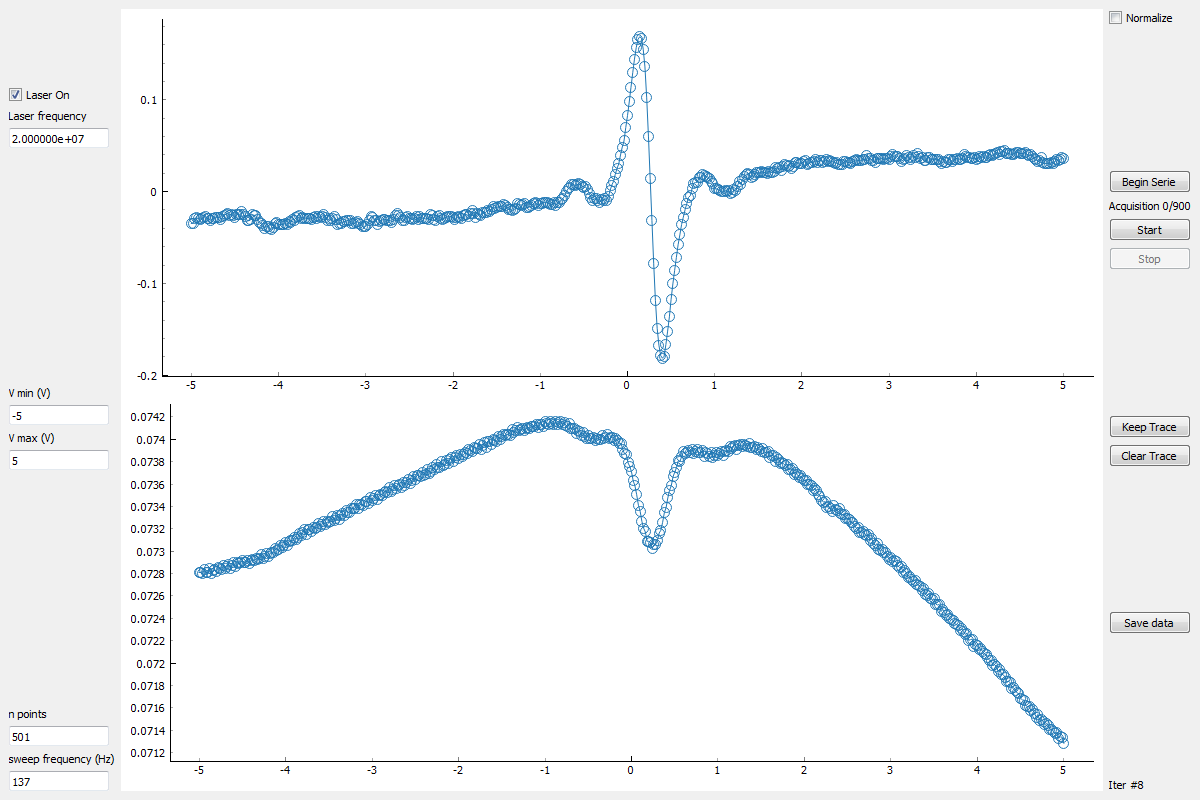 Normalize
Laser On
Laser frequency
2.000000e+07
0.1
0
-0.1
-0.2
-5 -4 -3 -2 -1 0 1 2 3 4 5
Begin Serie
Acquisition 0/900
Start
Stop
V min (V)
-5
V max (V)
5
Keep Trace
Clear Trace
0.0742
0.074
0.0738
0.0736
0.0734
0.0732
0.073
0.0728
0.0726
0.0724
0.0722
0.072
0.0718
0.0716
0.0714
0.0712
-5 -4 -3 -2 -1 0 1 2 3 4 5
Save data
n points
501
sweep frequency (Hz)
137
Iter #8